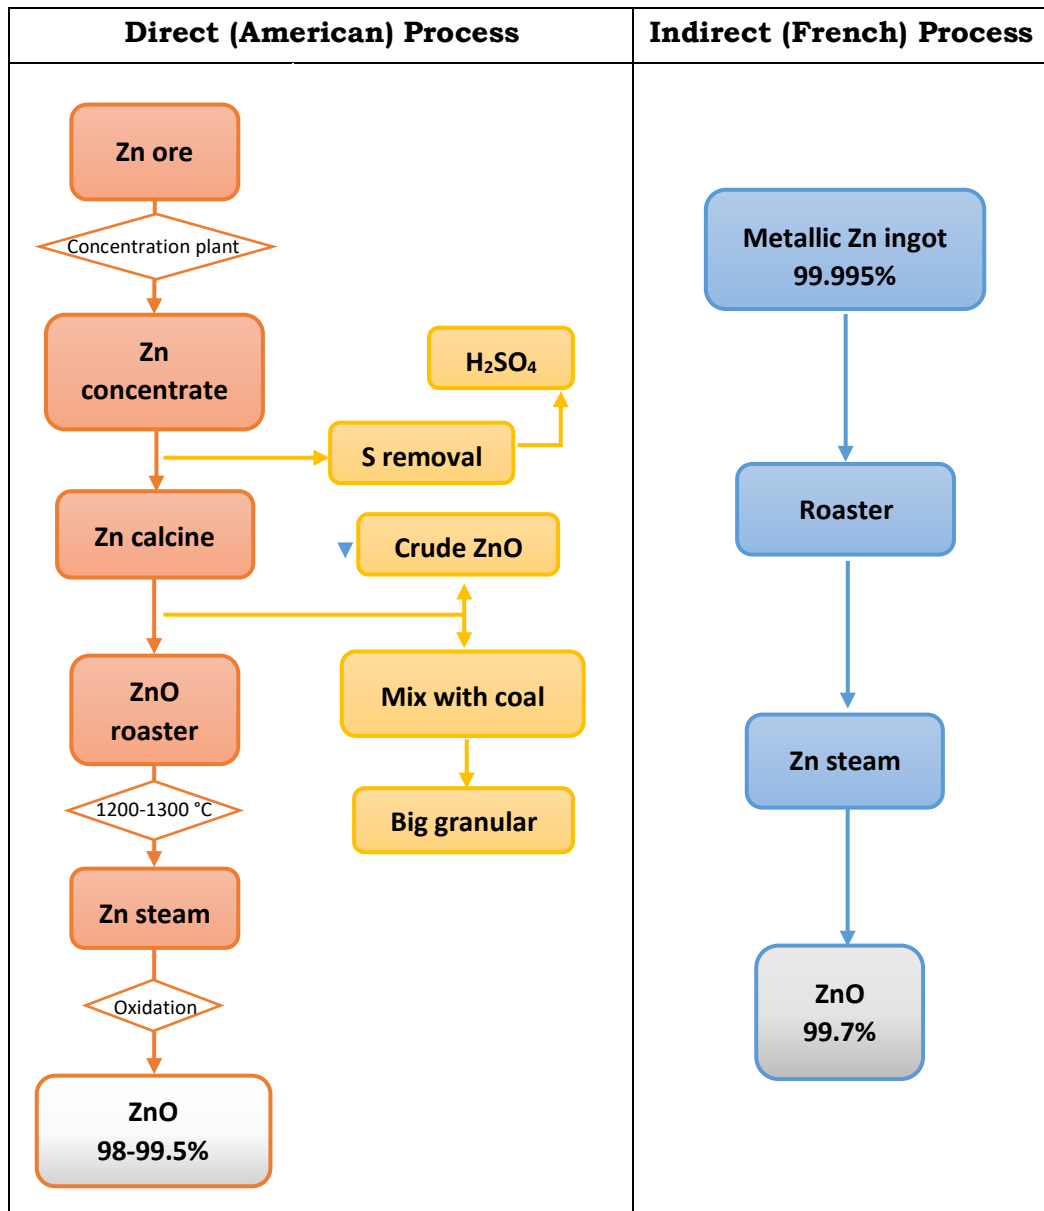 Direct (American) Process
Indirect (French) Process
Zn ore
Concentration plant
Zn
concentrate
H₂SO₄
S removal
Zn calcine
Crude ZnO
ZnO
roaster
Mix with coal
1200-1300 °C
Big granular
Zn steam
Oxidation
ZnO
98-99.5%
Metallic Zn ingot
99.995%
Roaster
Zn steam
ZnO
99.7%